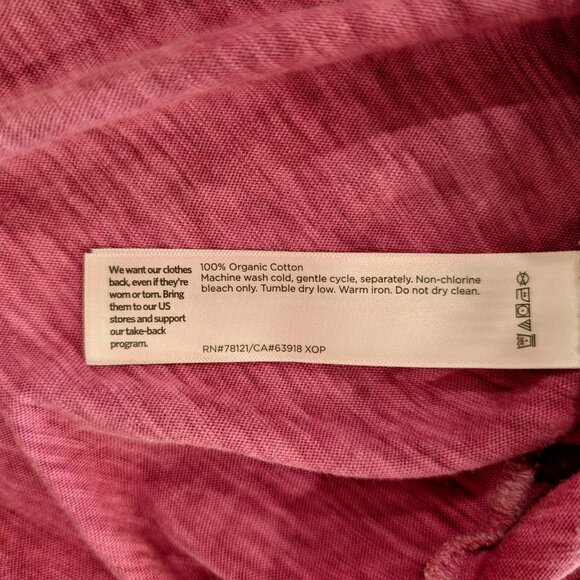 We want our clothes
back, even if they're
worn or torn. Bring
them to our US
stores and support
our take-back
program.
100% Organic Cotton
Machine wash cold, gentle cycle, separately. Non-chlorine
bleach only. Tumble dry low. Warm iron. Do not dry clean.
RN#78121/CA#63918 XOP